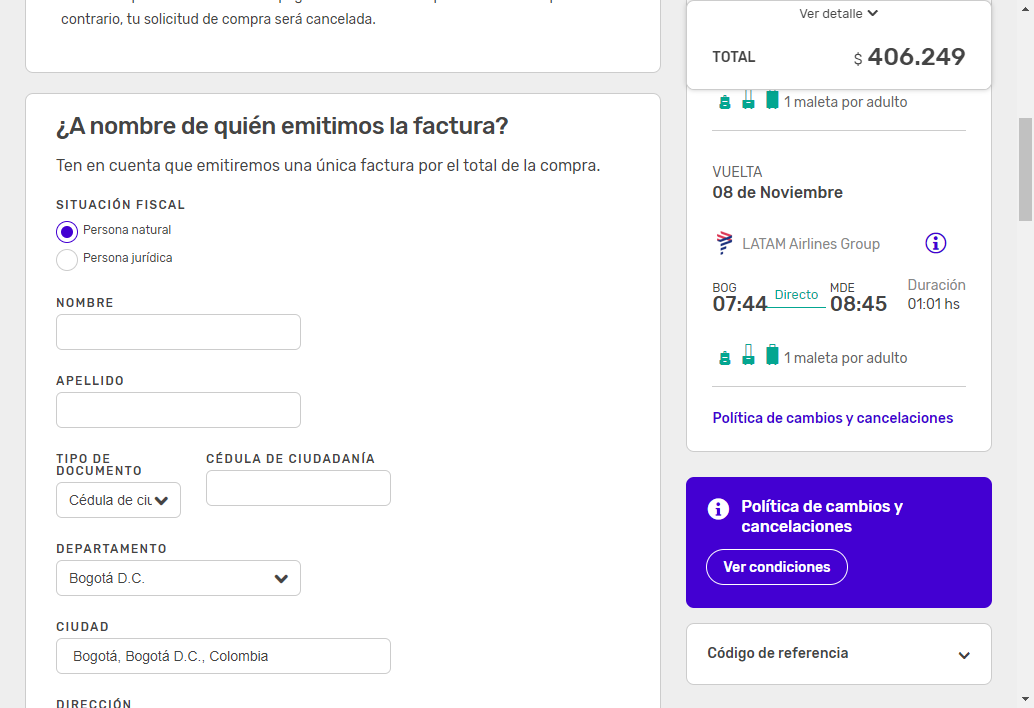 contrario, tu solicitud de compra será cancelada.
¿A nombre de quién emitimos la factura?
Ten en cuenta que emitiremos una única factura por el total de la compra.
SITUACIÓN FISCAL
Persona natural
Persona jurídica
NOMBRE
APELLIDO
TIPO DE
DOCUMENTO
Cédula de ciu
CÉDULA DE CIUDADANÍA
DEPARTAMENTO
Bogotá D.C.
CIUDAD
Bogotá, Bogotá D.C., Colombia
DIRECCIÓN
Ver detalle
TOTAL
$ 406.249
1 maleta por adulto
VUELTA
08 de Noviembre
LATAM Airlines Group
BOG
07:44
Directo
MDE
08:45
Duración
01:01 hs
1 maleta por adulto
Política de cambios y cancelaciones
Política de cambios y
cancelaciones
Ver condiciones
Código de referencia